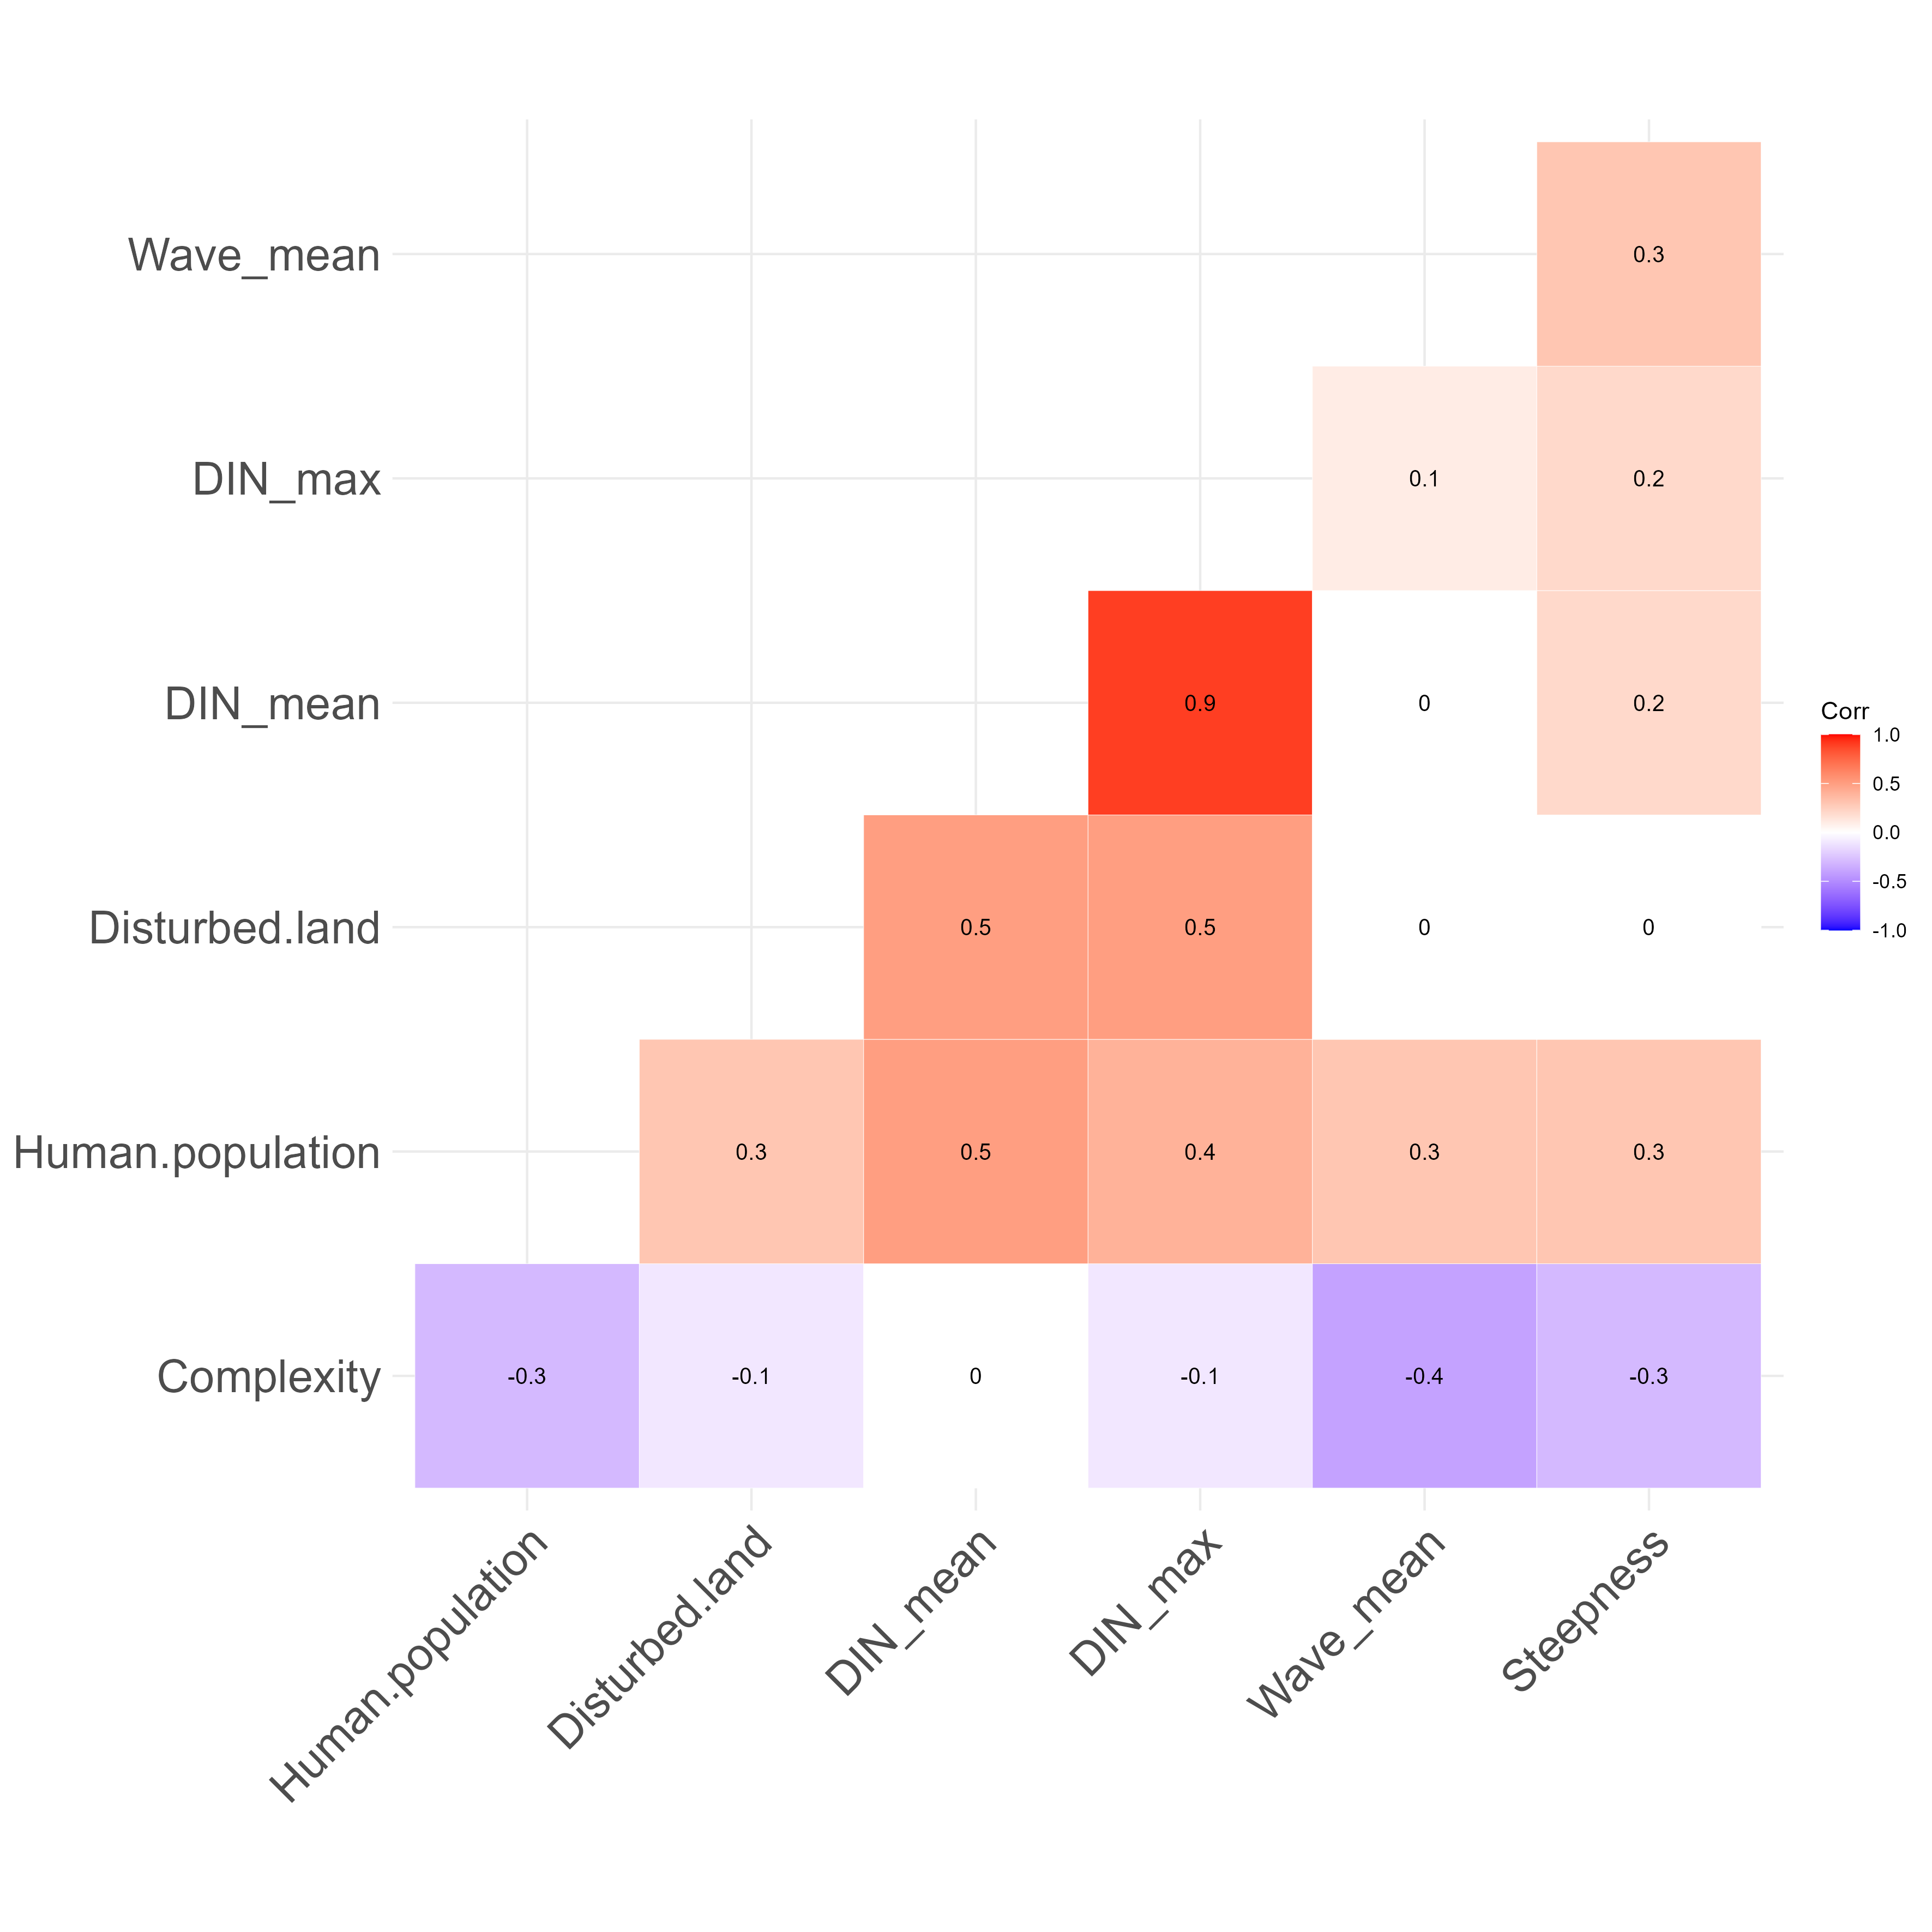 Wave_mean
0.3
DIN_max
0.1 0.2
DIN_mean
0.9 0 0.2
Corr
1.0
0.5
0.0
-0.5
-1.0
Disturbed.land
0.5 0.5 0 0
Human.population
0.3 0.5 0.4 0.3 0.3
Complexity
-0.3 -0.1 0 -0.1 -0.4 -0.3
Human.population
Disturbed.land
DIN_mean
DIN_max
Wave_mean
Steepness